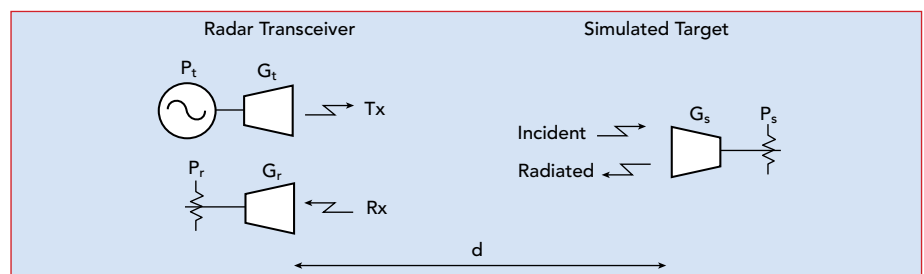 Radar Transceiver
Simulated Target
Pt
Gt
Tx
Pr
Gr
Rx
Incident
Radiated
Gs
Ps
d